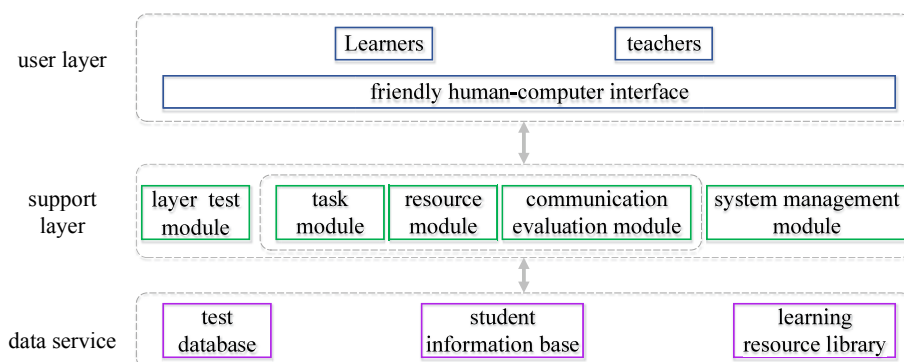 Learners
teachers
user layer
friendly human-computer interface
support
layer
layer test
module
task
module
resource
module
communication
evaluation module
system management
module
data service
test
database
student
information base
learning
resource library